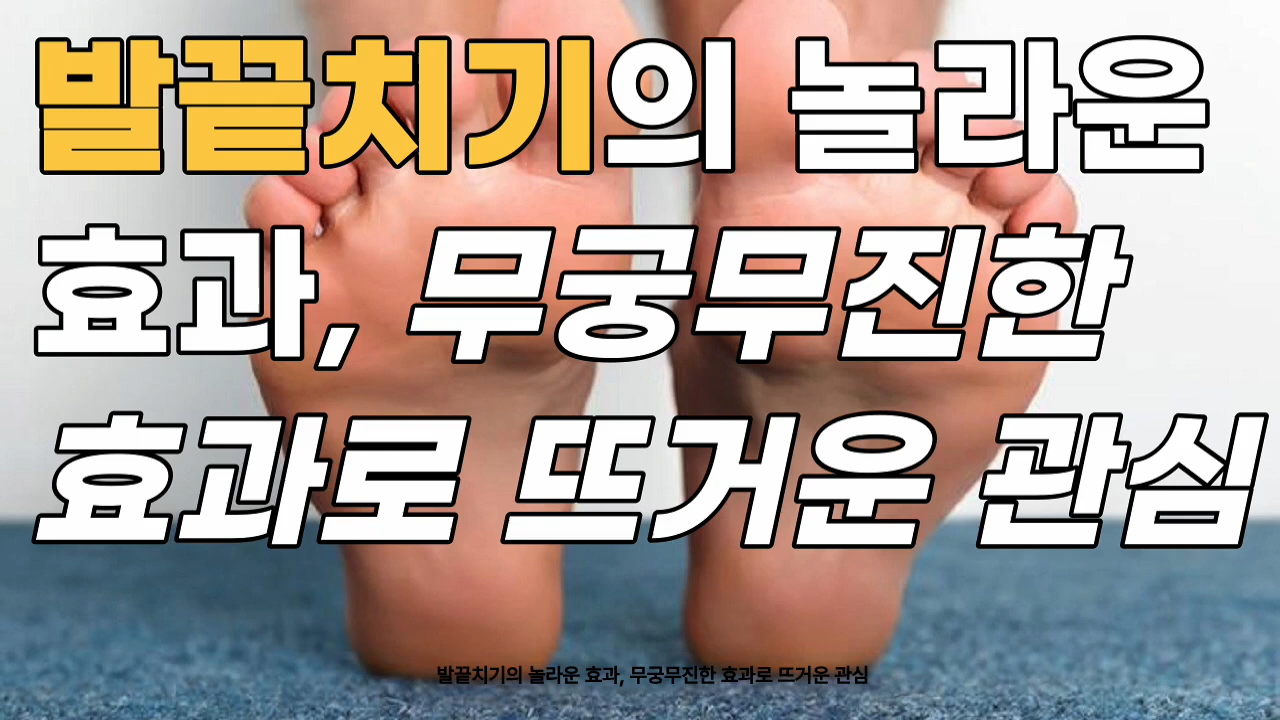 발끝치기의 놀라운
효과, 무궁무진한
효과로 뜨거운 관심
발끝치기의 놀라운 효과, 무궁무진한 효과로 뜨거운 관심